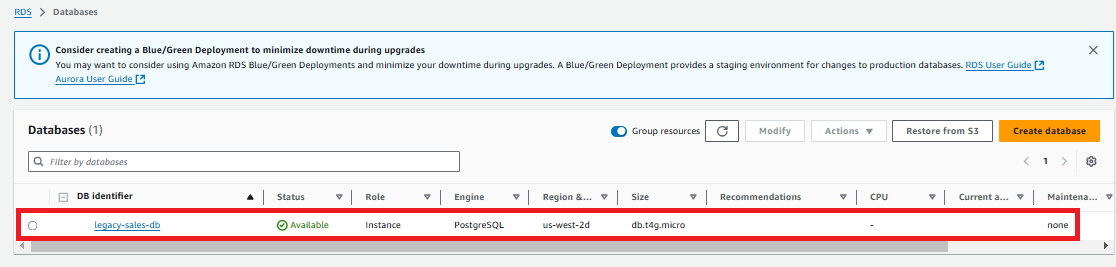 RDS > Databases
Consider creating a Blue/Green Deployment to minimize downtime during upgrades
You may want to consider using Amazon RDS Blue/Green Deployments and minimize your downtime during upgrades. A Blue/Green Deployment provides a staging environment for changes to production databases. RDS User Guide
Aurora User Guide
Databases (1) Group resources Modify Actions Restore from S3 Create database
Filter by databases 1
DB identifier Status Role Engine Region &... Size Recommendations CPU Current a... Maintena...
legacy-sales-db Available Instance PostgreSQL us-west-2d db.t4g.micro - none